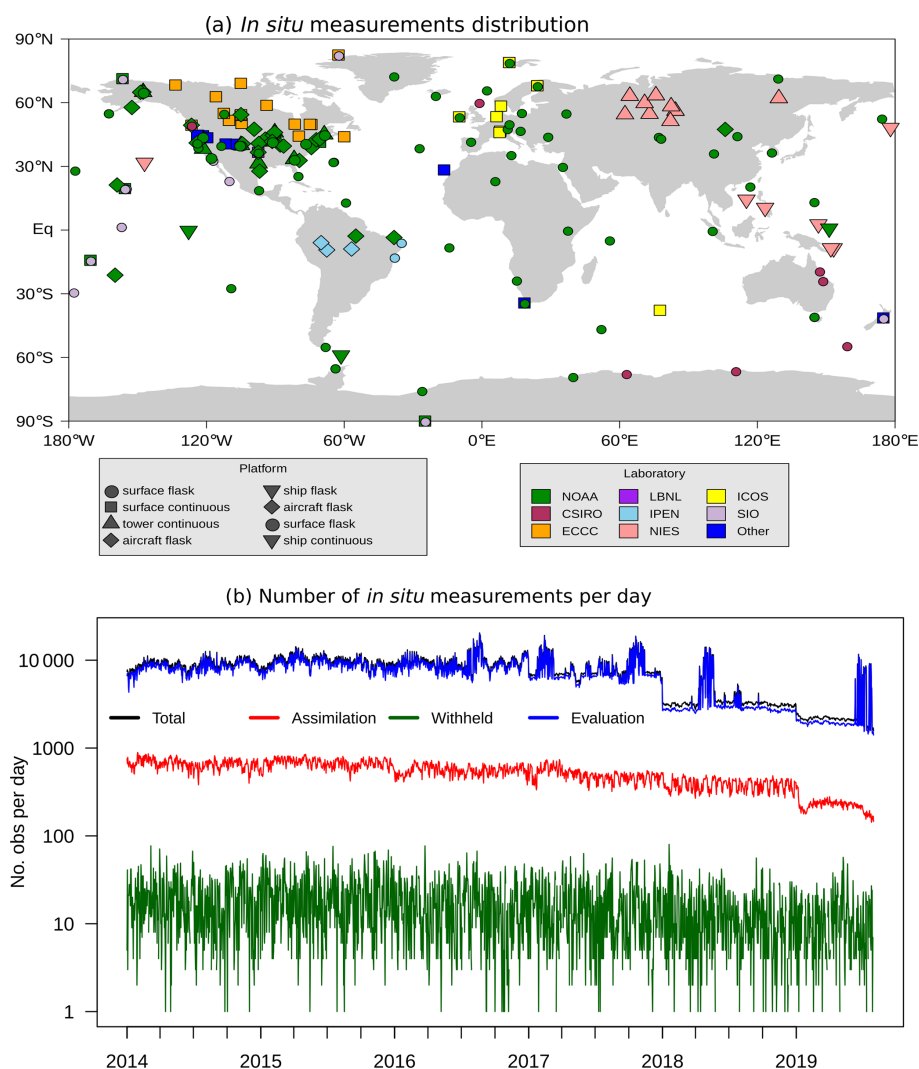 (a) In situ measurements distribution
90°N
60°N
30°N
Eq
30°S
60°S
90°S
180°W 120°W 60°W 0°E 60°E 120°E 180°E
Platform
surface flask ship flask
surface continuous aircraft flask
tower continuous surface flask
aircraft flask ship continuous
Laboratory
NOAA LBNL ICOS
CSIRO IPEN SIO
ECCC NIES Other
(b) Number of in situ measurements per day
No. obs per day
10 000
Total Assimilation Withheld Evaluation
1000
100
10
1
2014 2015 2016 2017 2018 2019